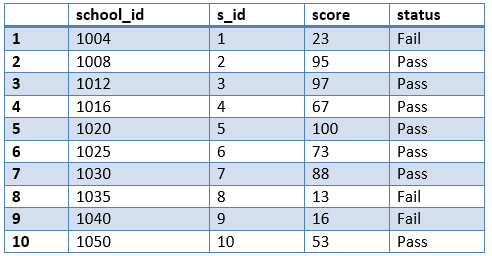 school_id s_id score status
1 1004 1 23 Fail
2 1008 2 95 Pass
3 1012 3 97 Pass
4 1016 4 67 Pass
5 1020 5 100 Pass
6 1025 6 73 Pass
7 1030 7 88 Pass
8 1035 8 13 Fail
9 1040 9 16 Fail
10 1050 10 53 Pass